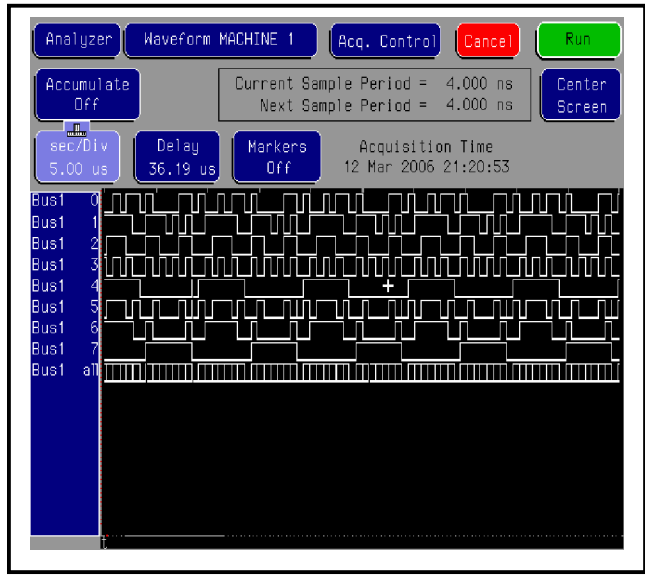 Analyzer Waveform MACHINE 1 Acq. Control Cancel Run
Accumulate
Off
Current Sample Period = 4.000 ns
Next Sample Period = 4.000 ns
Center
Screen
sec/Div
5.00 us
Delay
36.19 us
Markers
Off
Acquisition Time
12 Mar 2006 21:20:53
Bus1 0
Bus1 1
Bus1 2
Bus1 3
Bus1 4
Bus1 5
Bus1 6
Bus1 7
Bus1 all
t